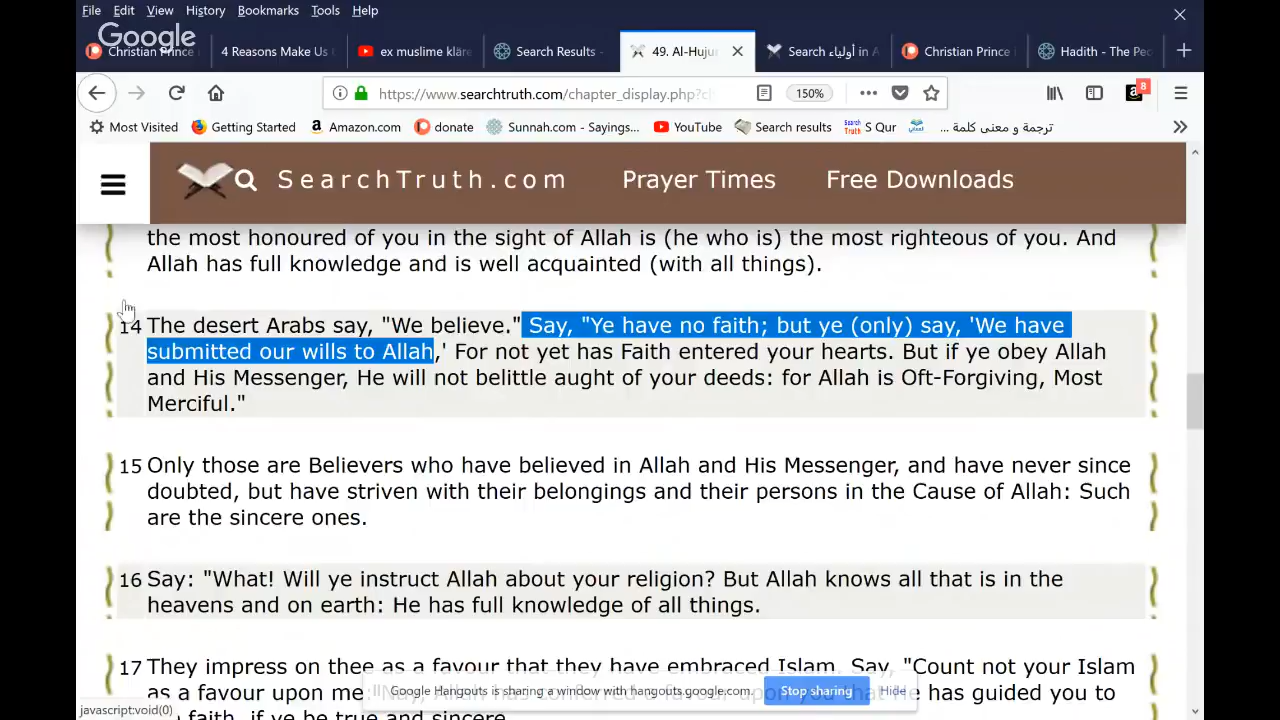 File Edit View History Bookmarks Tools Help
Google
Christian Prince 4 Reasons Make Us ex muslime klär Search Results - 49. Al-Huju Search أولياء in A Christian Prince Hadith - The Pe
https://www.searchtruth.com/chapter_display.php?ch 150% 8
Most Visited Getting Started Amazon.com donate Sunnah.com - Sayings,... YouTube Search results Search Truth S Qur ترجمة و معنى كلمة ...
SearchTruth.com Prayer Times Free Downloads
the most honoured of you in the sight of Allah is (he who is) the most righteous of you. And
Allah has full knowledge and is well acquainted (with all things).
14 The desert Arabs say, "We believe." Say, "Ye have no faith; but ye (only) say, 'We have
submitted our wills to Allah,' For not yet has Faith entered your hearts. But if ye obey Allah
and His Messenger, He will not belittle aught of your deeds: for Allah is Oft-Forgiving, Most
Merciful."
15 Only those are Believers who have believed in Allah and His Messenger, and have never since
doubted, but have striven with their belongings and their persons in the Cause of Allah: Such
are the sincere ones.
16 Say: "What! Will ye instruct Allah about your religion? But Allah knows all that is in the
heavens and on earth: He has full knowledge of all things.
17 They impress on thee as a favour that they have embraced Islam. Say, "Count not your Islam
as a favour upon me: has guided you to
Google Hangouts is sharing a window with hangouts.google.com. Stop sharing Hide
javascript:void(0)
faith, if ye be true and sincere.